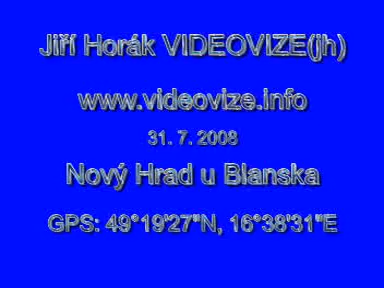 Jiří Horák VIDEOVIZE(jh)
www.videovize.info
31. 7. 2008
Nový Hrad u Blanska
GPS: 49°19'27"N, 16°38'31"E